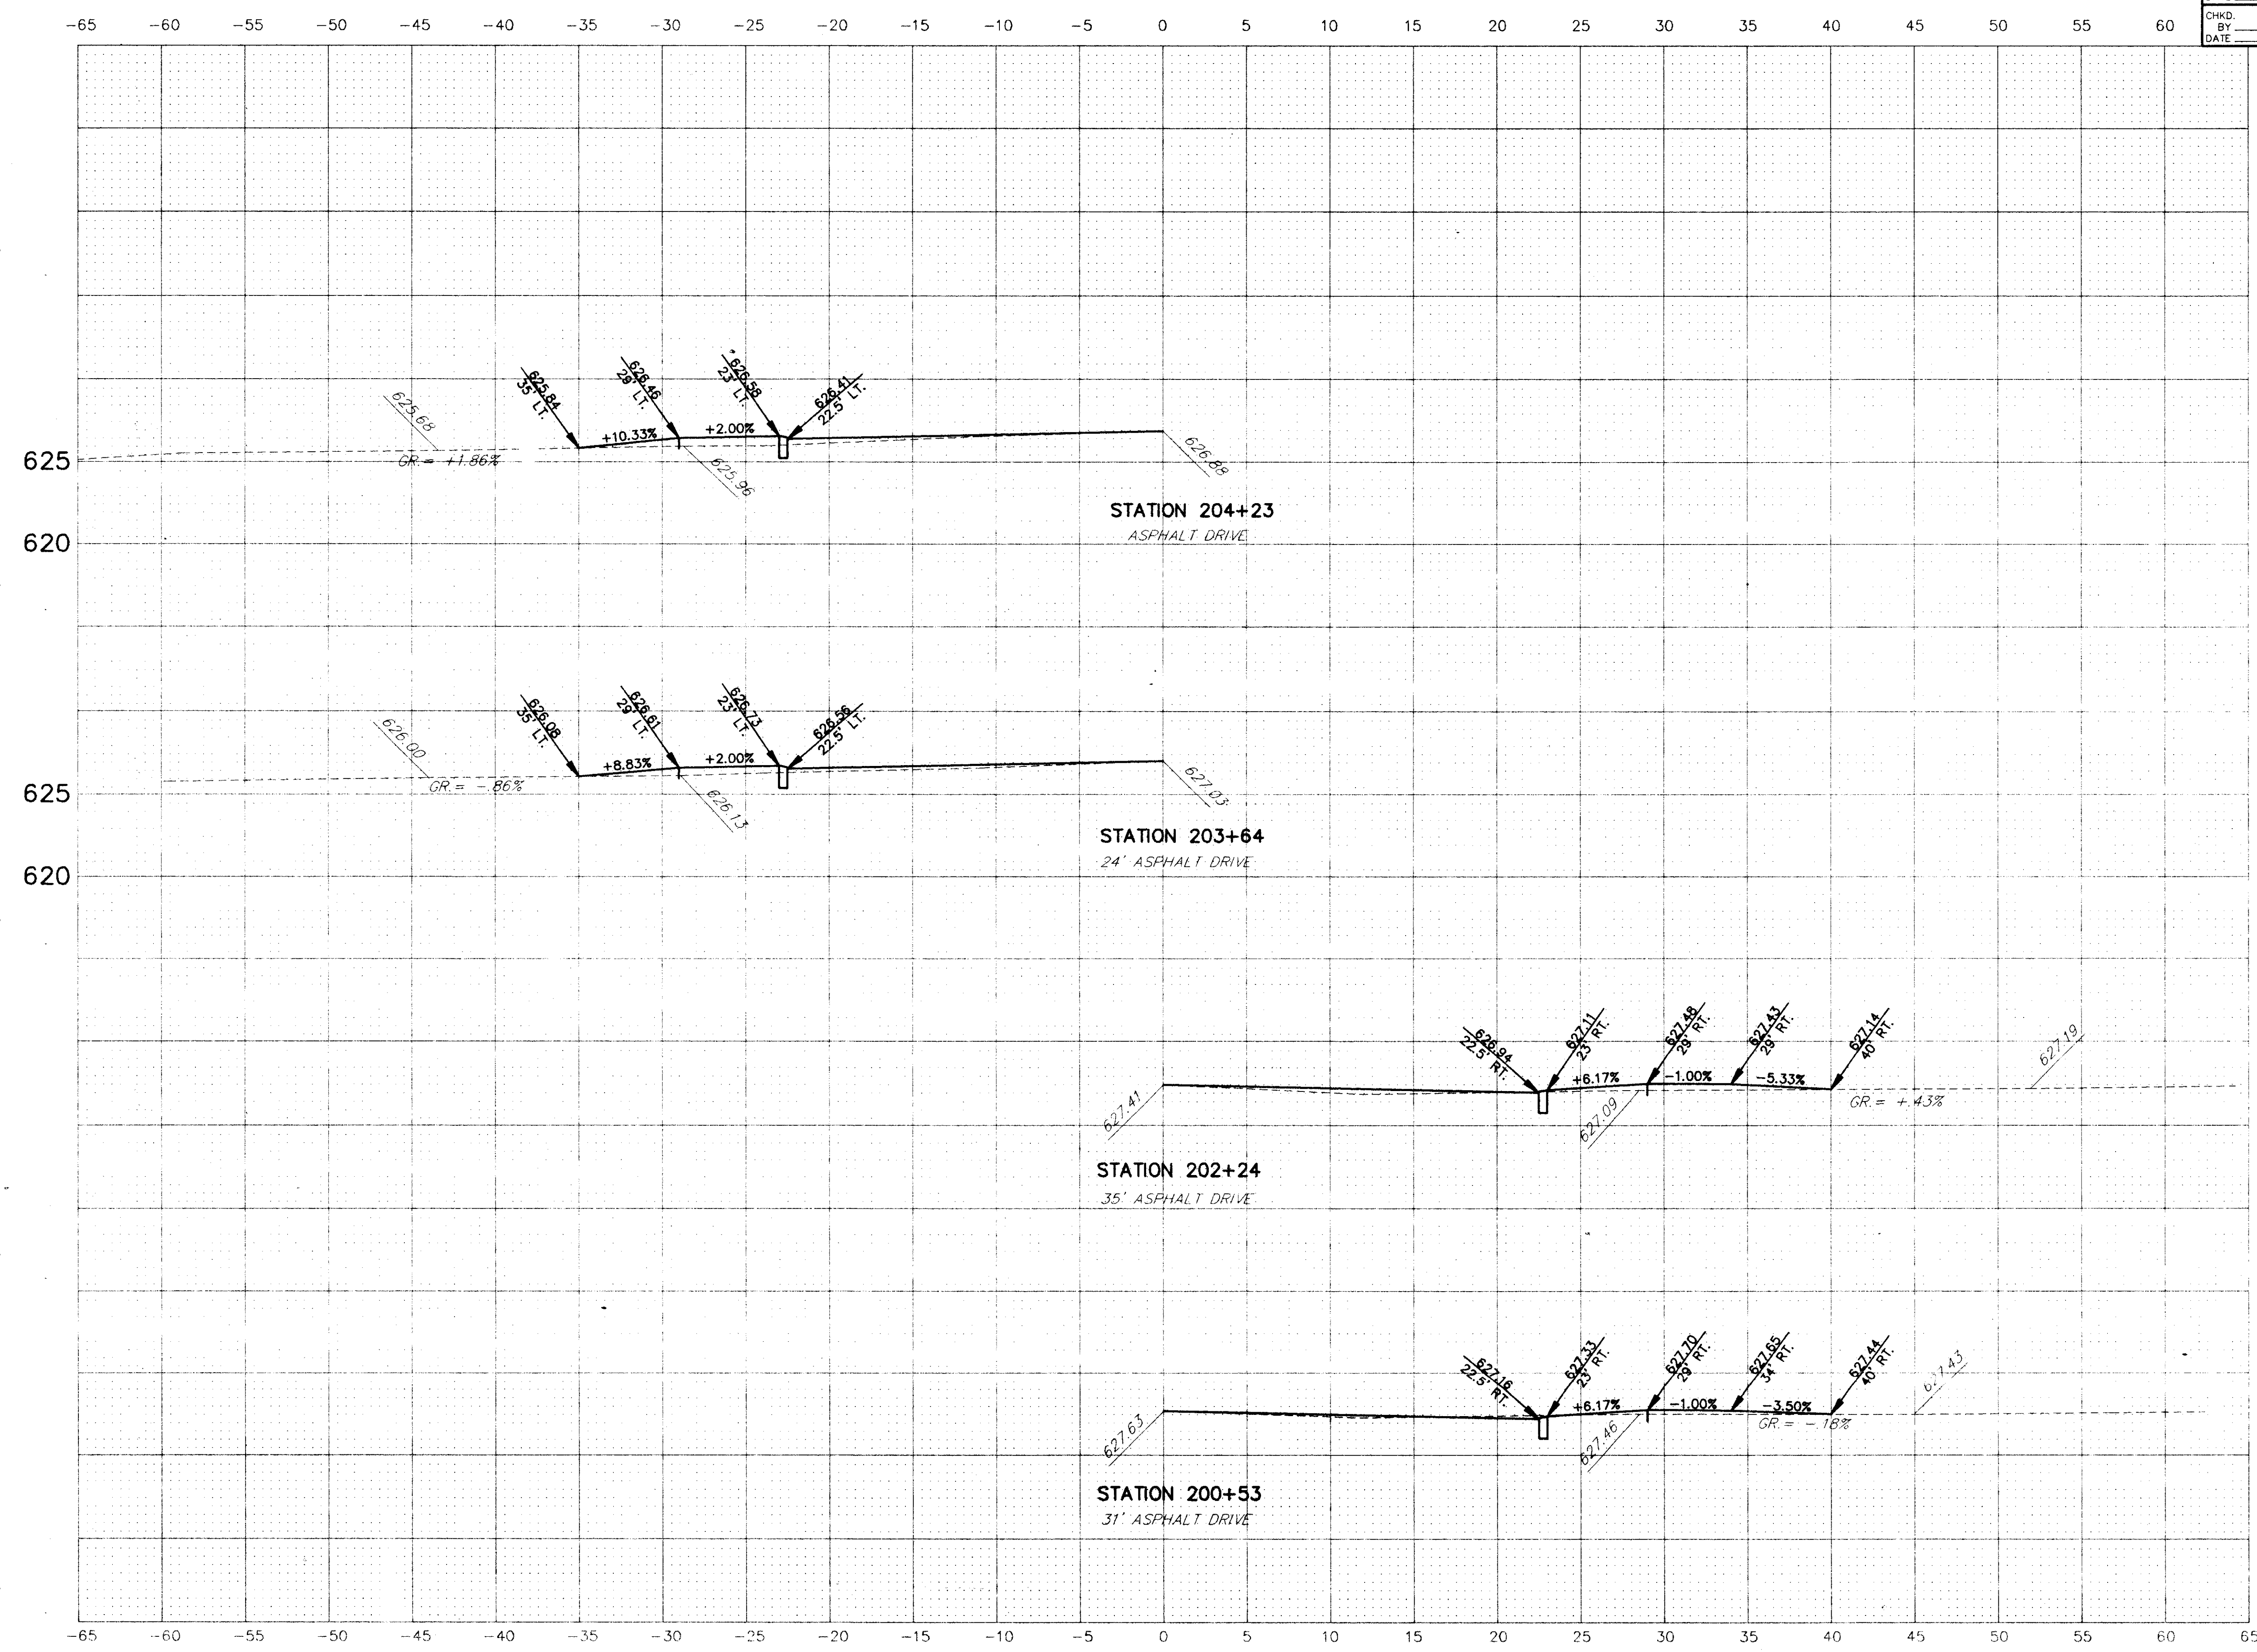 -65 -60 -55 -50 -45 -40 -35 -30 -25 -20 -15 -10 -5 0 5 10 15 20 25 30 35 40 45 50 55 60
CHKD.
BY
DATE
625.68
625.84
35' LT.
626.46
29' LT.
626.58
23' LT.
626.41
22.5' LT.
+10.33%
+2.00%
625
GR.= +1.86%
625.96
626.88
STATION 204+23
ASPHALT DRIVE
620
626.00
626.08
35' LT.
626.61
29' LT.
626.73
23' LT.
626.56
22.5' LT.
+8.83%
+2.00%
GR.= -.86%
625
626.13
627.03
STATION 203+64
24' ASPHALT DRIVE
620
626.94
22.5' RT.
627.11
23' RT.
627.48
29' RT.
627.43
29' RT.
627.14
40' RT.
627.19
+6.17%
-1.00%
-5.33%
GR.= +.43%
627.41
627.09
STATION 202+24
35' ASPHALT DRIVE
627.16
22.5' RT.
627.33
23' RT.
627.70
29' RT.
627.65
34' RT.
627.44
40' RT.
627.43
+6.17%
-1.00%
-3.50%
GR.= -.18%
627.63
627.46
STATION 200+53
31' ASPHALT DRIVE
-65 -60 -55 -50 -45 -40 -35 -30 -25 -20 -15 -10 -5 0 5 10 15 20 25 30 35 40 45 50 55 60 65